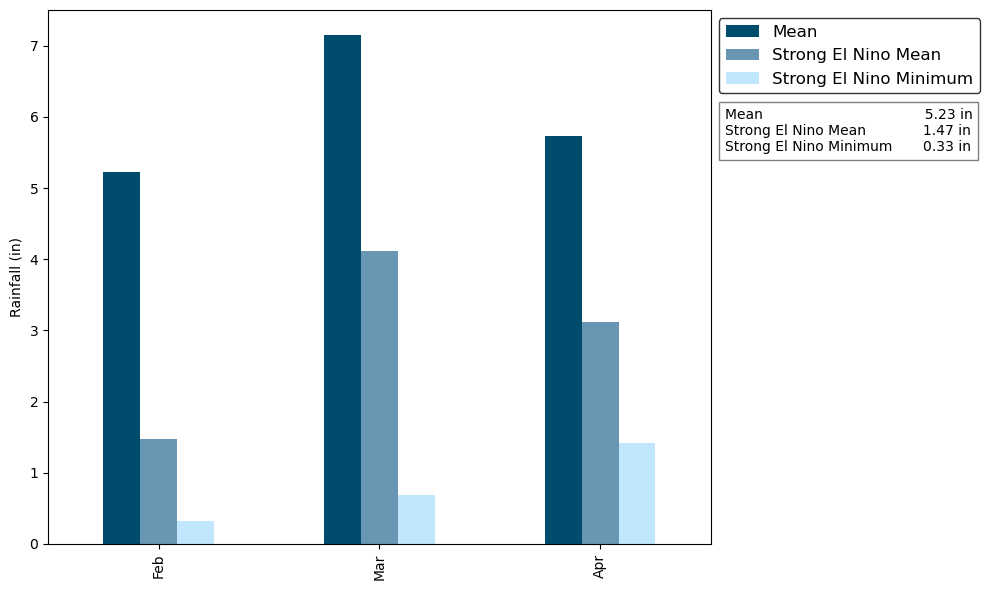 Mean
Strong El Nino Mean
Strong El Nino Minimum
Mean 5.23 in
Strong El Nino Mean 1.47 in
Strong El Nino Minimum 0.33 in
Rainfall (in)
7
6
5
4
3
2
1
0
Feb
Mar
Apr